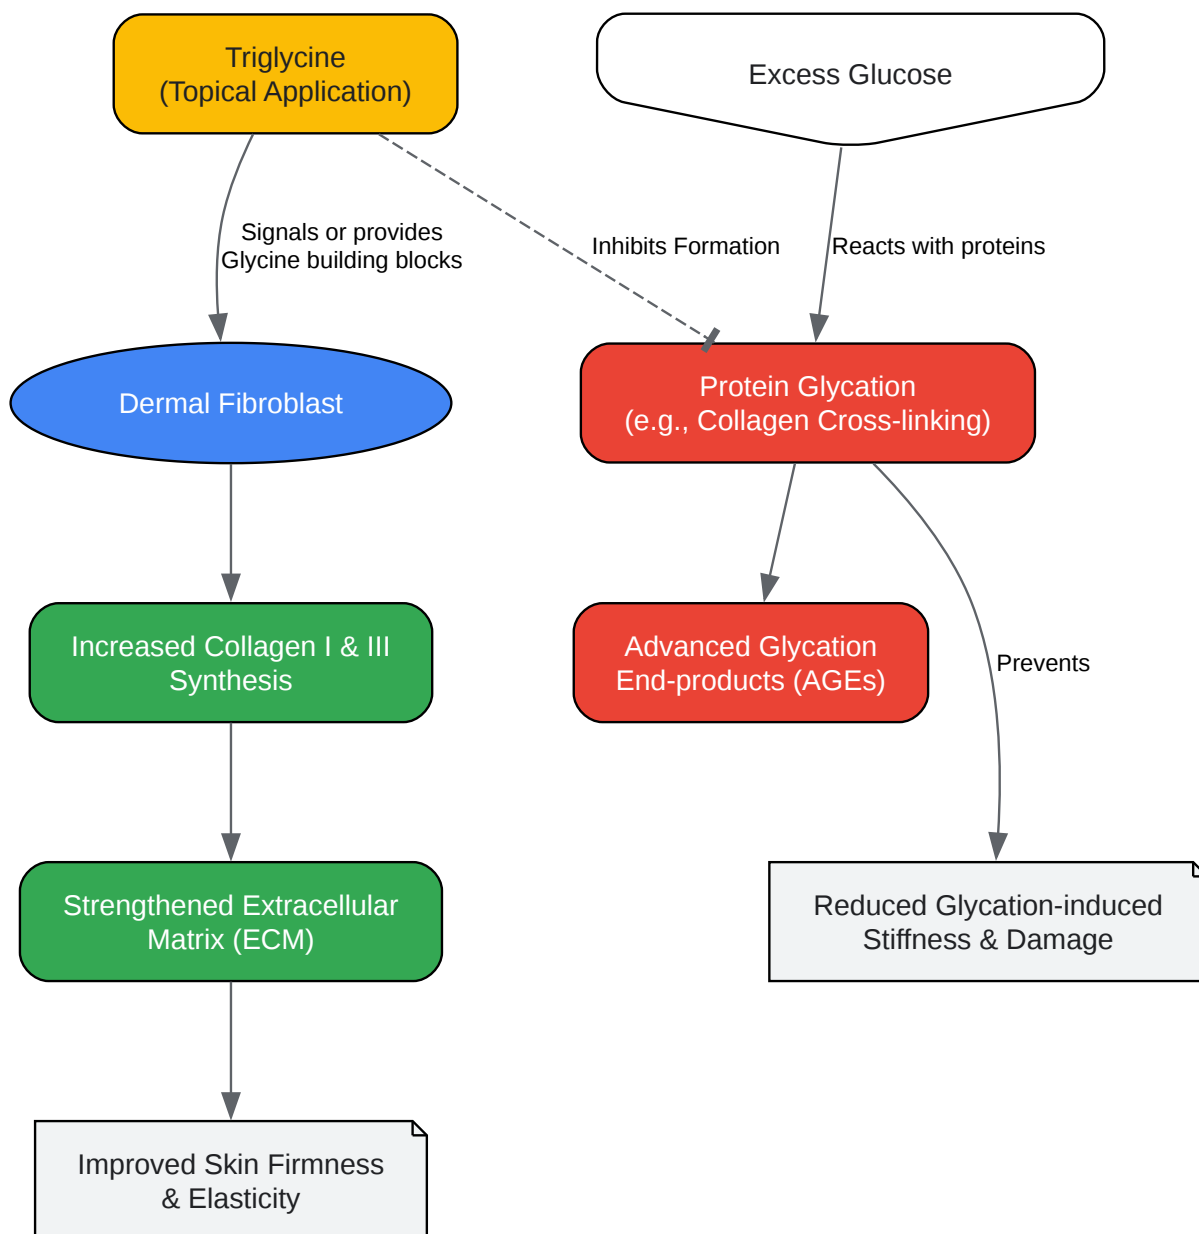 Triglycine
(Topical Application)
Excess Glucose
Signals or provides
Glycine building blocks
Inhibits Formation
Reacts with proteins
Dermal Fibroblast
Protein Glycation
(e.g., Collagen Cross-linking)
Increased Collagen I & III
Synthesis
Advanced Glycation
End-products (AGEs)
Prevents
Strengthened Extracellular
Matrix (ECM)
Reduced Glycation-induced
Stiffness & Damage
Improved Skin Firmness
& Elasticity